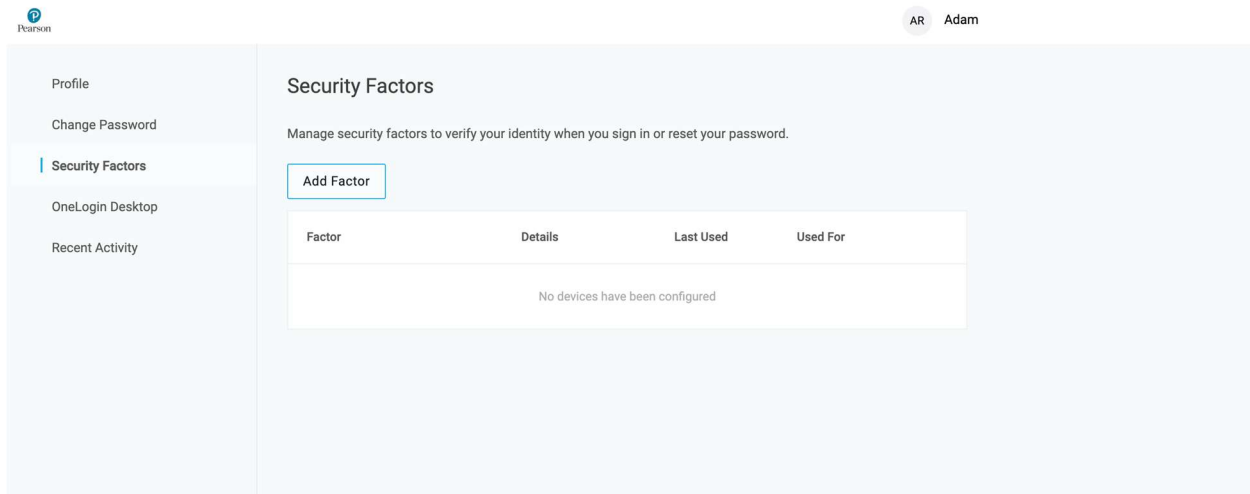 Pearson
AR Adam
Profile
Change Password
Security Factors
OneLogin Desktop
Recent Activity
Security Factors
Manage security factors to verify your identity when you sign in or reset your password.
Add Factor
Factor Details Last Used Used For
No devices have been configured